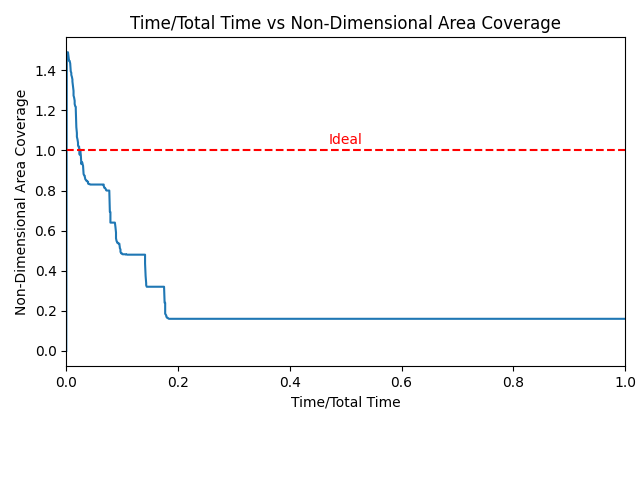 Time/Total Time vs Non-Dimensional Area Coverage
Non-Dimensional Area Coverage
1.4
1.2
1.0
0.8
0.6
0.4
0.2
0.0
Ideal
0.0 0.2 0.4 0.6 0.8 1.0
Time/Total Time